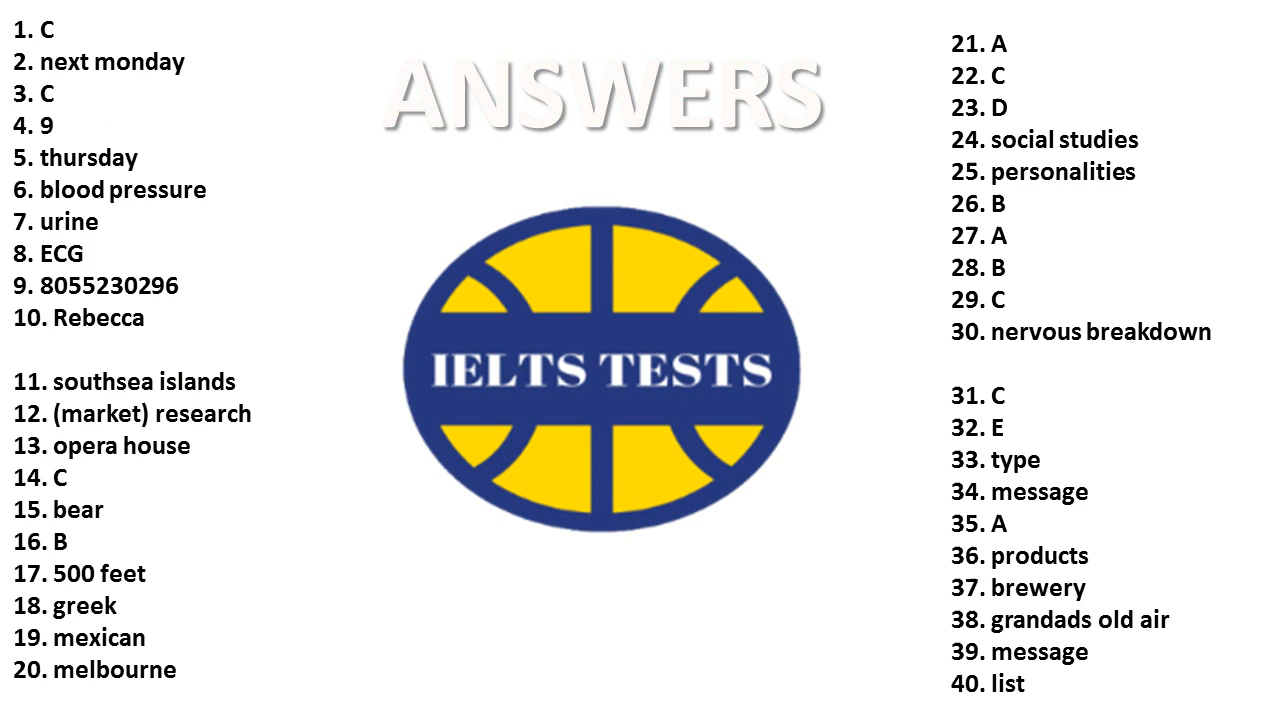 ANSWERS
1. C
2. next monday
3. C
4. 9
5. thursday
6. blood pressure
7. urine
8. ECG
9. 8055230296
10. Rebecca
11. southsea islands
12. (market) research
13. opera house
14. C
15. bear
16. B
17. 500 feet
18. greek
19. mexican
20. melbourne
IELTS TESTS
21. A
22. C
23. D
24. social studies
25. personalities
26. B
27. A
28. B
29. C
30. nervous breakdown
31. C
32. E
33. type
34. message
35. A
36. products
37. brewery
38. grandads old air
39. message
40. list